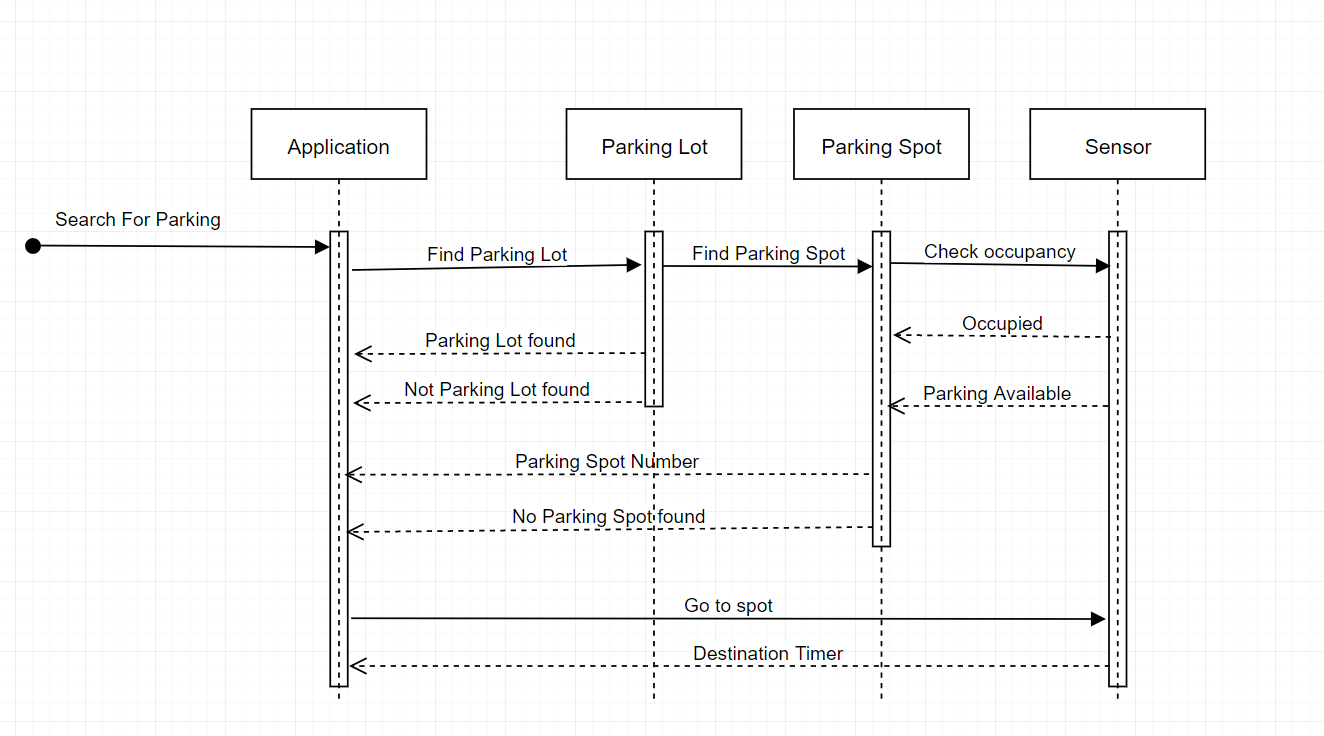 Application
Parking Lot
Parking Spot
Sensor
Search For Parking
Find Parking Lot
Find Parking Spot
Check occupancy
Occupied
Parking Lot found
Not Parking Lot found
Parking Available
Parking Spot Number
No Parking Spot found
Go to spot
Destination Timer